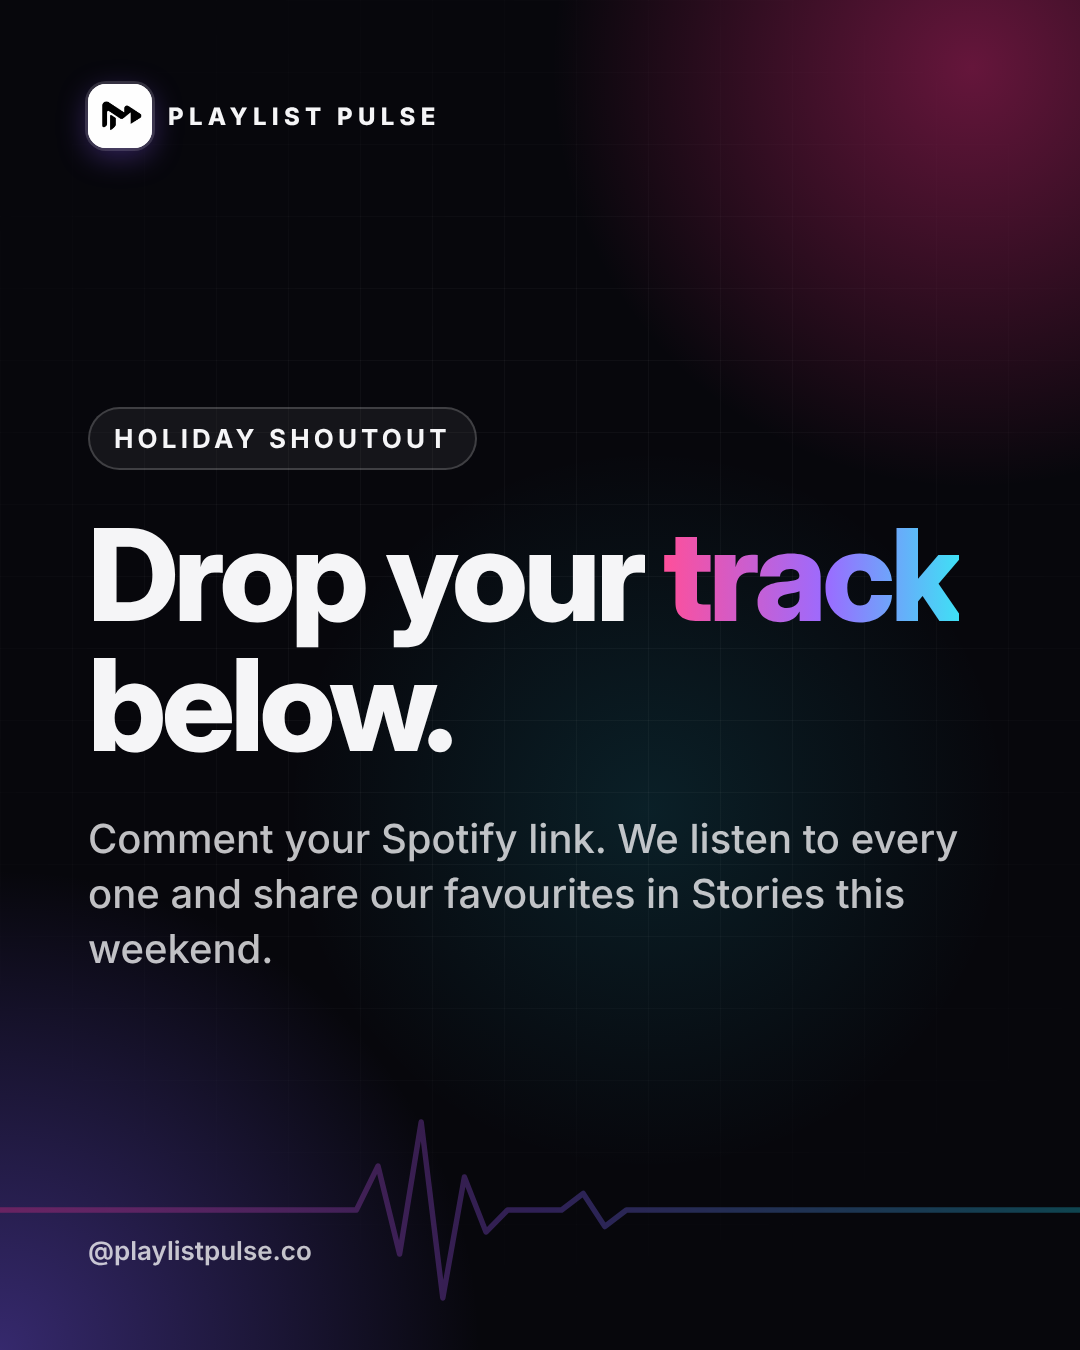 PLAYLIST PULSE
HOLIDAY SHOUTOUT
Drop your track
below.
Comment your Spotify link. We listen to every
one and share our favourites in Stories this
weekend.
@playlistpulse.co